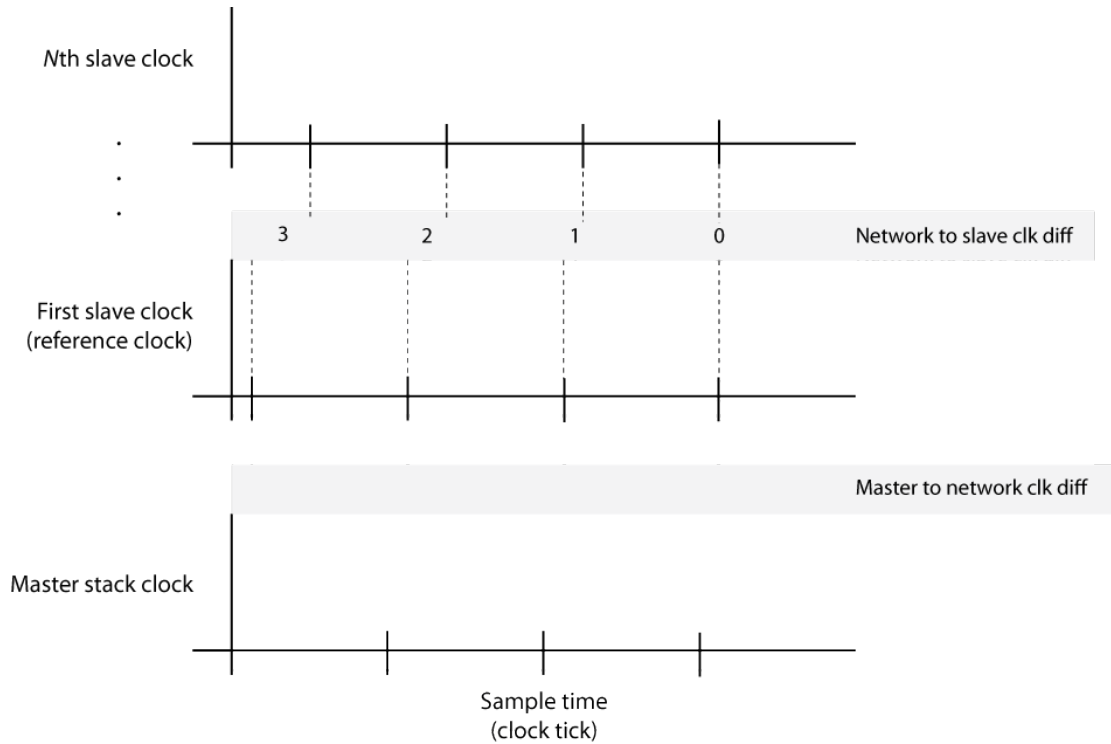 Nth slave clock
3 2 1 0 Network to slave clk diff
First slave clock
(reference clock)
Master to network clk diff
Master stack clock
Sample time
(clock tick)